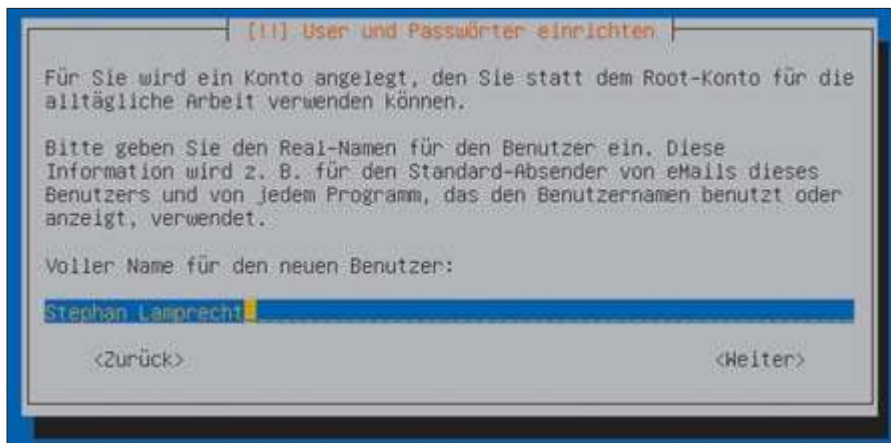 [!!] User und Passwörter einrichten
Für Sie wird ein Konto angelegt, den Sie statt dem Root-Konto für die
alltägliche Arbeit verwenden können.
Bitte geben Sie den Real-Namen für den Benutzer ein. Diese
Information wird z. B. für den Standard-Absender von eMails dieses
Benutzers und von jedem Programm, das den Benutzernamen benutzt oder
anzeigt, verwendet.
Voller Name für den neuen Benutzer:
Stephan Lamprecht
<Zurück> <Weiter>